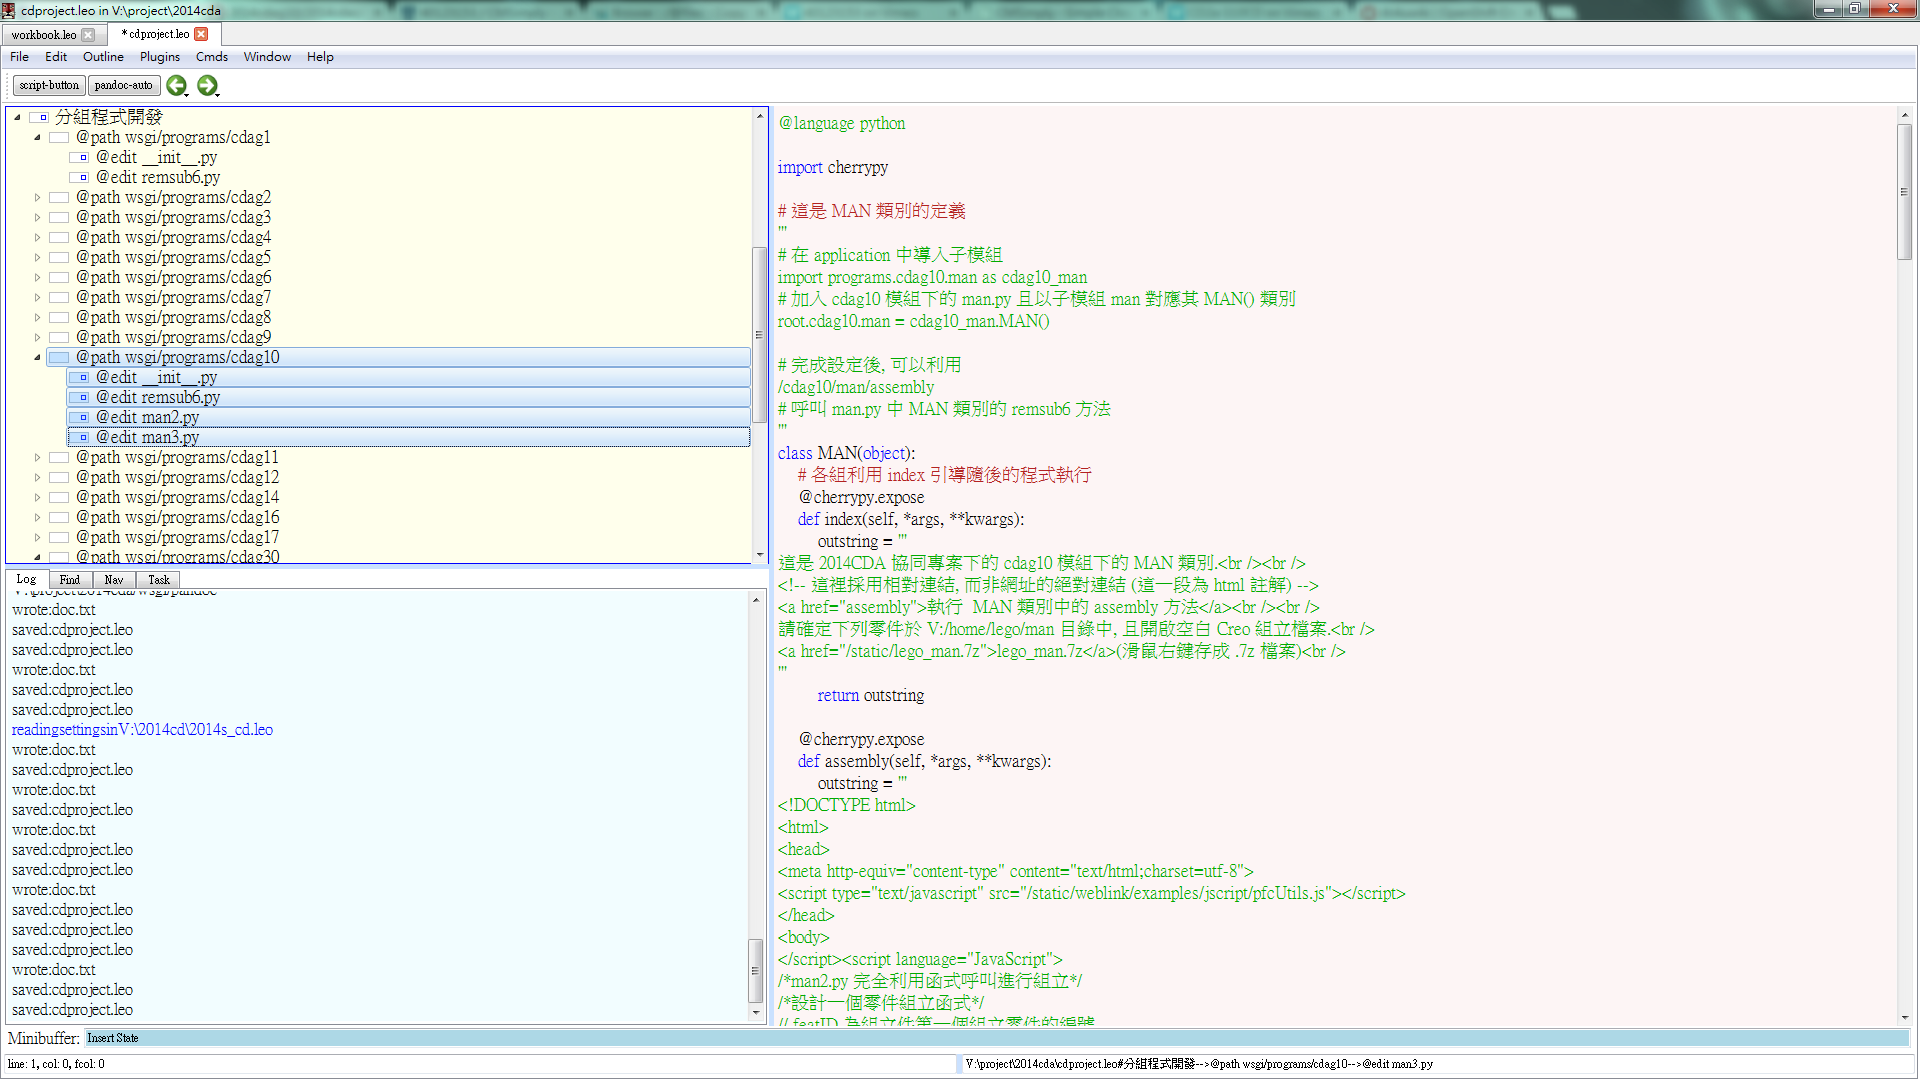 cdproject.leo in V:\project\2014cda
workbook.leo
* cdproject.leo
File Edit Outline Plugins Cmds Window Help
script-button pandoc-auto
分組程式開發
@path wsgi/programs/cdag1
@edit __init__.py
@edit remsub6.py
@path wsgi/programs/cdag2
@path wsgi/programs/cdag3
@path wsgi/programs/cdag4
@path wsgi/programs/cdag5
@path wsgi/programs/cdag6
@path wsgi/programs/cdag7
@path wsgi/programs/cdag8
@path wsgi/programs/cdag9
@path wsgi/programs/cdag10
@edit __init__.py
@edit remsub6.py
@edit man2.py
@edit man3.py
@path wsgi/programs/cdag11
@path wsgi/programs/cdag12
@path wsgi/programs/cdag14
@path wsgi/programs/cdag16
@path wsgi/programs/cdag17
@path wsgi/programs/cdag30
Log Find Nav Task
V:\project\2014cda\wsgi\pandoc
wrote:doc.txt
saved:cdproject.leo
saved:cdproject.leo
wrote:doc.txt
saved:cdproject.leo
saved:cdproject.leo
readingsettingsinV:\2014cd\2014s_cd.leo
wrote:doc.txt
saved:cdproject.leo
wrote:doc.txt
saved:cdproject.leo
wrote:doc.txt
saved:cdproject.leo
saved:cdproject.leo
wrote:doc.txt
saved:cdproject.leo
saved:cdproject.leo
saved:cdproject.leo
wrote:doc.txt
saved:cdproject.leo
saved:cdproject.leo
@language python
import cherrypy
# 這是 MAN 類別的定義
'''
# 在 application 中導入子模組
import programs.cdag10.man as cdag10_man
# 加入 cdag10 模組下的 man.py 且以子模組 man 對應其 MAN() 類別
root.cdag10.man = cdag10_man.MAN()
# 完成設定後, 可以利用
/cdag10/man/assembly
# 呼叫 man.py 中 MAN 類別的 remsub6 方法
'''
class MAN(object):
# 各組利用 index 引導隨後的程式執行
@cherrypy.expose
def index(self, *args, **kwargs):
outstring = '''
這是 2014CDA 協同專案下的 cdag10 模組下的 MAN 類別.<br /><br />
<!-- 這裡採用相對連結, 而非網址的絕對連結 (這一段為 html 註解) -->
<a href="assembly">執行  MAN 類別中的 assembly 方法</a><br /><br />
請確定下列零件於 V:/home/lego/man 目錄中, 且開啟空白 Creo 組立檔案.<br />
<a href="/static/lego_man.7z">lego_man.7z</a>(滑鼠右鍵存成 .7z 檔案)<br />
'''
return outstring
@cherrypy.expose
def assembly(self, *args, **kwargs):
outstring = '''
<!DOCTYPE html>
<html>
<head>
<meta http-equiv="content-type" content="text/html;charset=utf-8">
<script type="text/javascript" src="/static/weblink/examples/jscript/pfcUtils.js"></script>
</head>
<body>
</script><script language="JavaScript">
/*man2.py 完全利用函式呼叫進行組立*/
/*設計一個零件組立函式*/
// featID 為組立件第一個組立零件的編號
Minibuffer: Insert State
line: 1, col: 0, fcol: 0
V:\project\2014cda\cdproject.leo#分組程式開發-->@path wsgi/programs/cdag10-->@edit man3.py